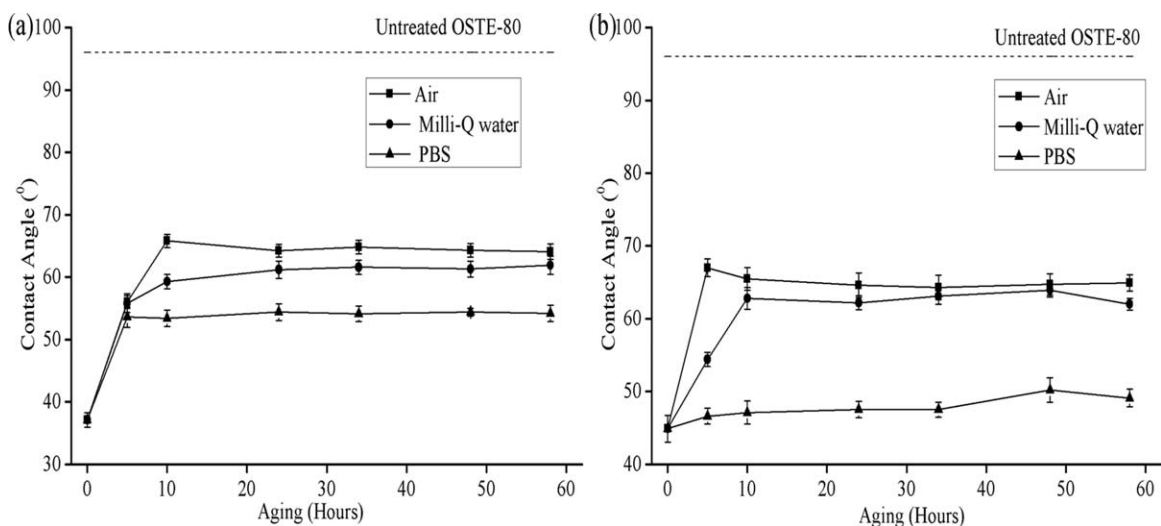 (a)
Untreated OSTE-80
Air
Milli-Q water
PBS
100
90
80
70
60
50
40
30
Contact Angle (⁰)
0 10 20 30 40 50 60
Aging (Hours)
(b)
Untreated OSTE-80
Air
Milli-Q water
PBS
100
90
80
70
60
50
40
Contact Angle (⁰)
0 10 20 30 40 50 60
Aging (Hours)